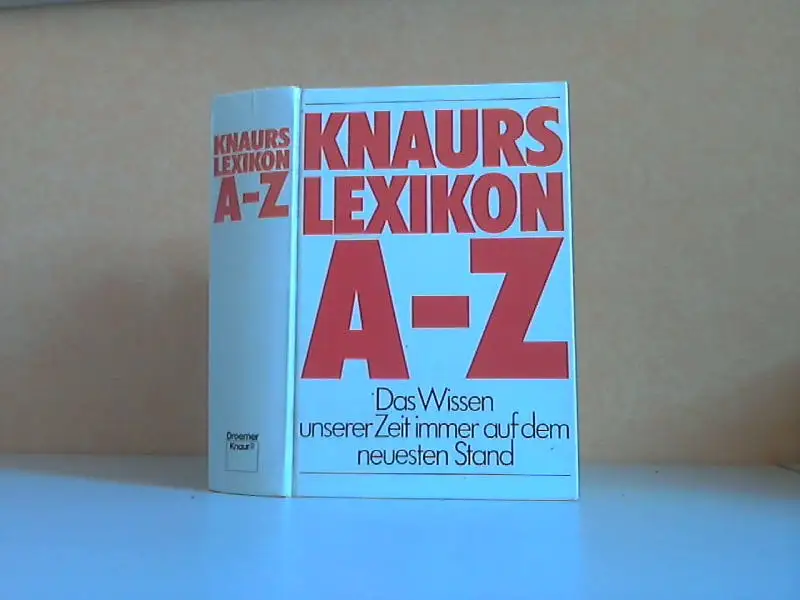 KNAURS
LEXIKON
A-Z
Droemer
Knaur®
KNAURS
LEXIKON
A-Z
Das Wissen
unserer Zeit immer auf dem
neuesten Stand